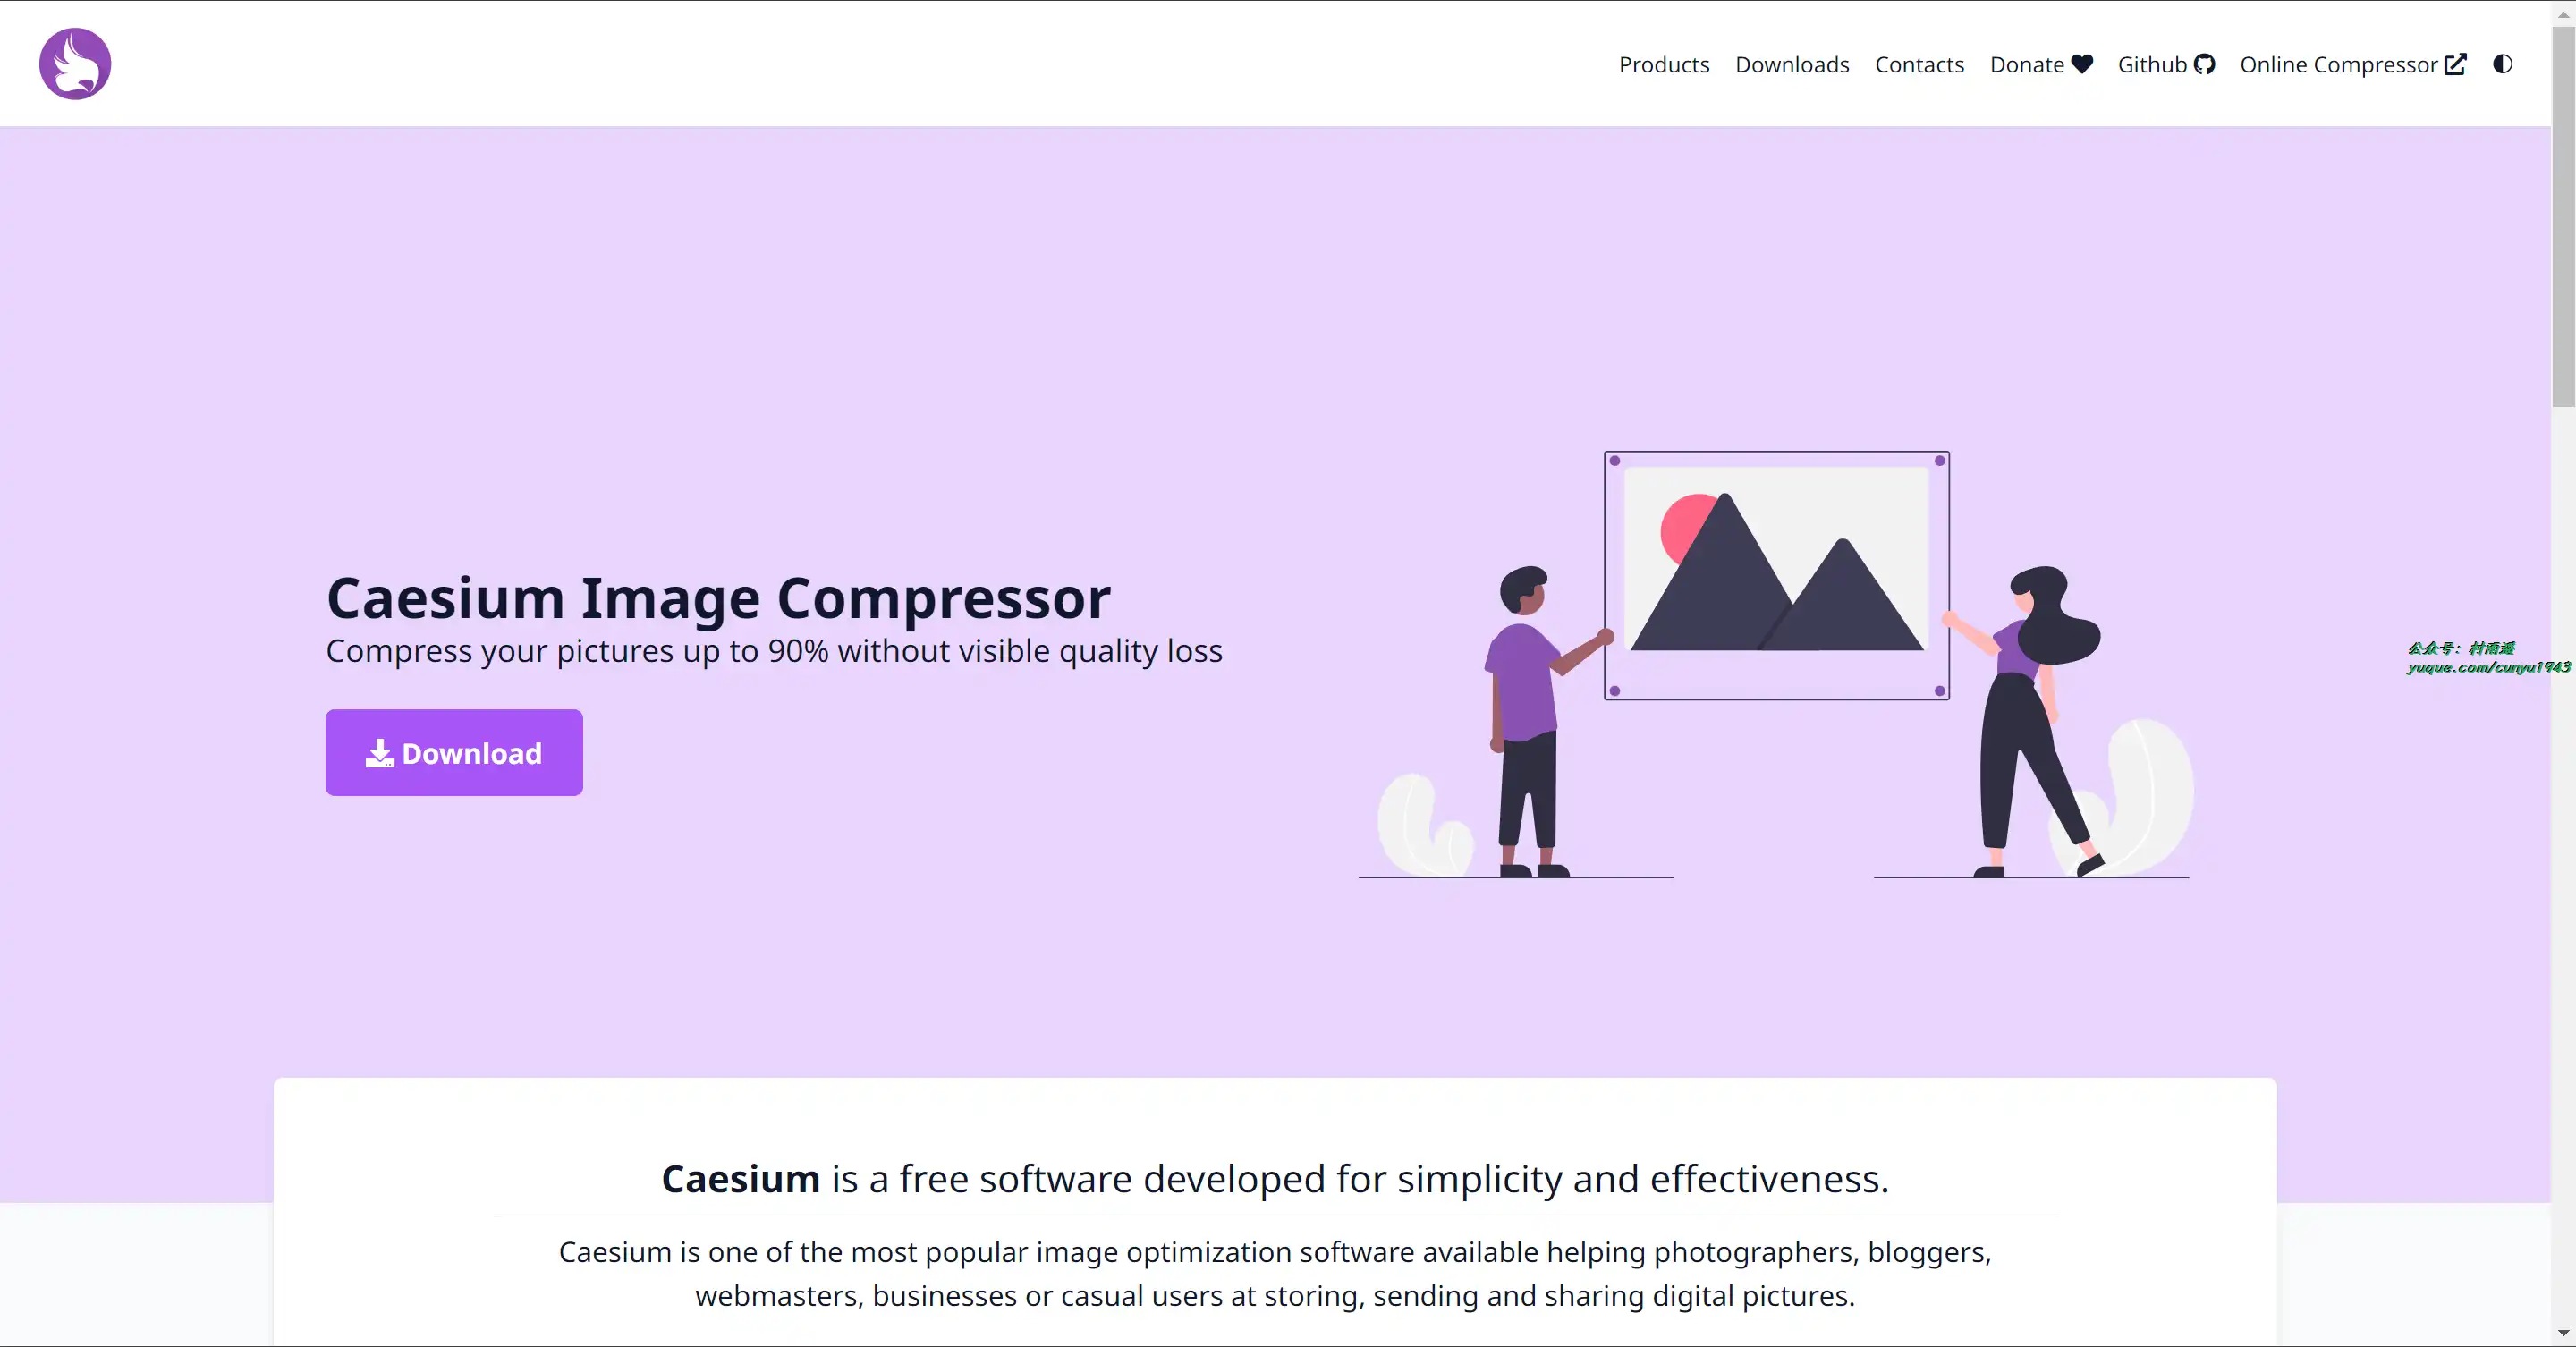 Products Downloads Contacts Donate Github Online Compressor
Caesium Image Compressor
Compress your pictures up to 90% without visible quality loss
Download
公众号：村雨遥
yuque.com/cunyu1943
Caesium is a free software developed for simplicity and effectiveness.
Caesium is one of the most popular image optimization software available helping photographers, bloggers,
webmasters, businesses or casual users at storing, sending and sharing digital pictures.